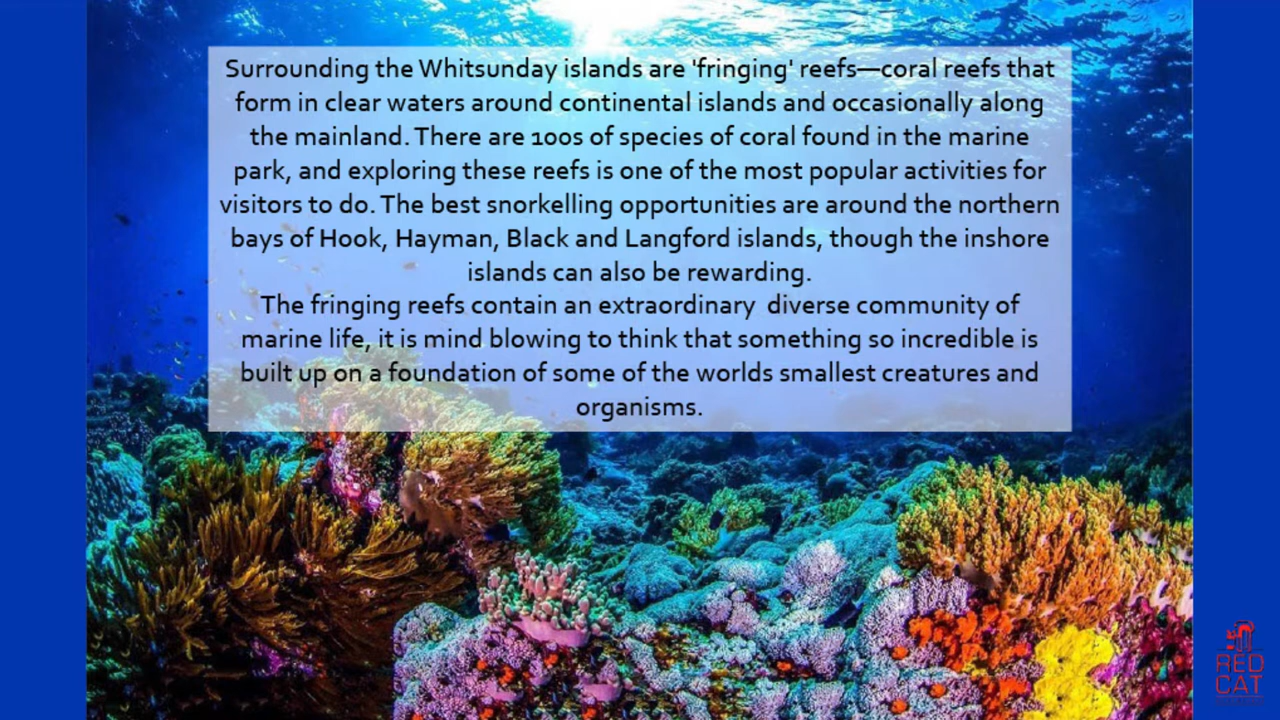 Surrounding the Whitsunday islands are 'fringing' reefs—coral reefs that
form in clear waters around continental islands and occasionally along
the mainland. There are 100s of species of coral found in the marine
park, and exploring these reefs is one of the most popular activities for
visitors to do. The best snorkelling opportunities are around the northern
bays of Hook, Hayman, Black and Langford islands, though the inshore
islands can also be rewarding.
The fringing reefs contain an extraordinary  diverse community of
marine life, it is mind blowing to think that something so incredible is
built up on a foundation of some of the worlds smallest creatures and
organisms.
RED
CAT